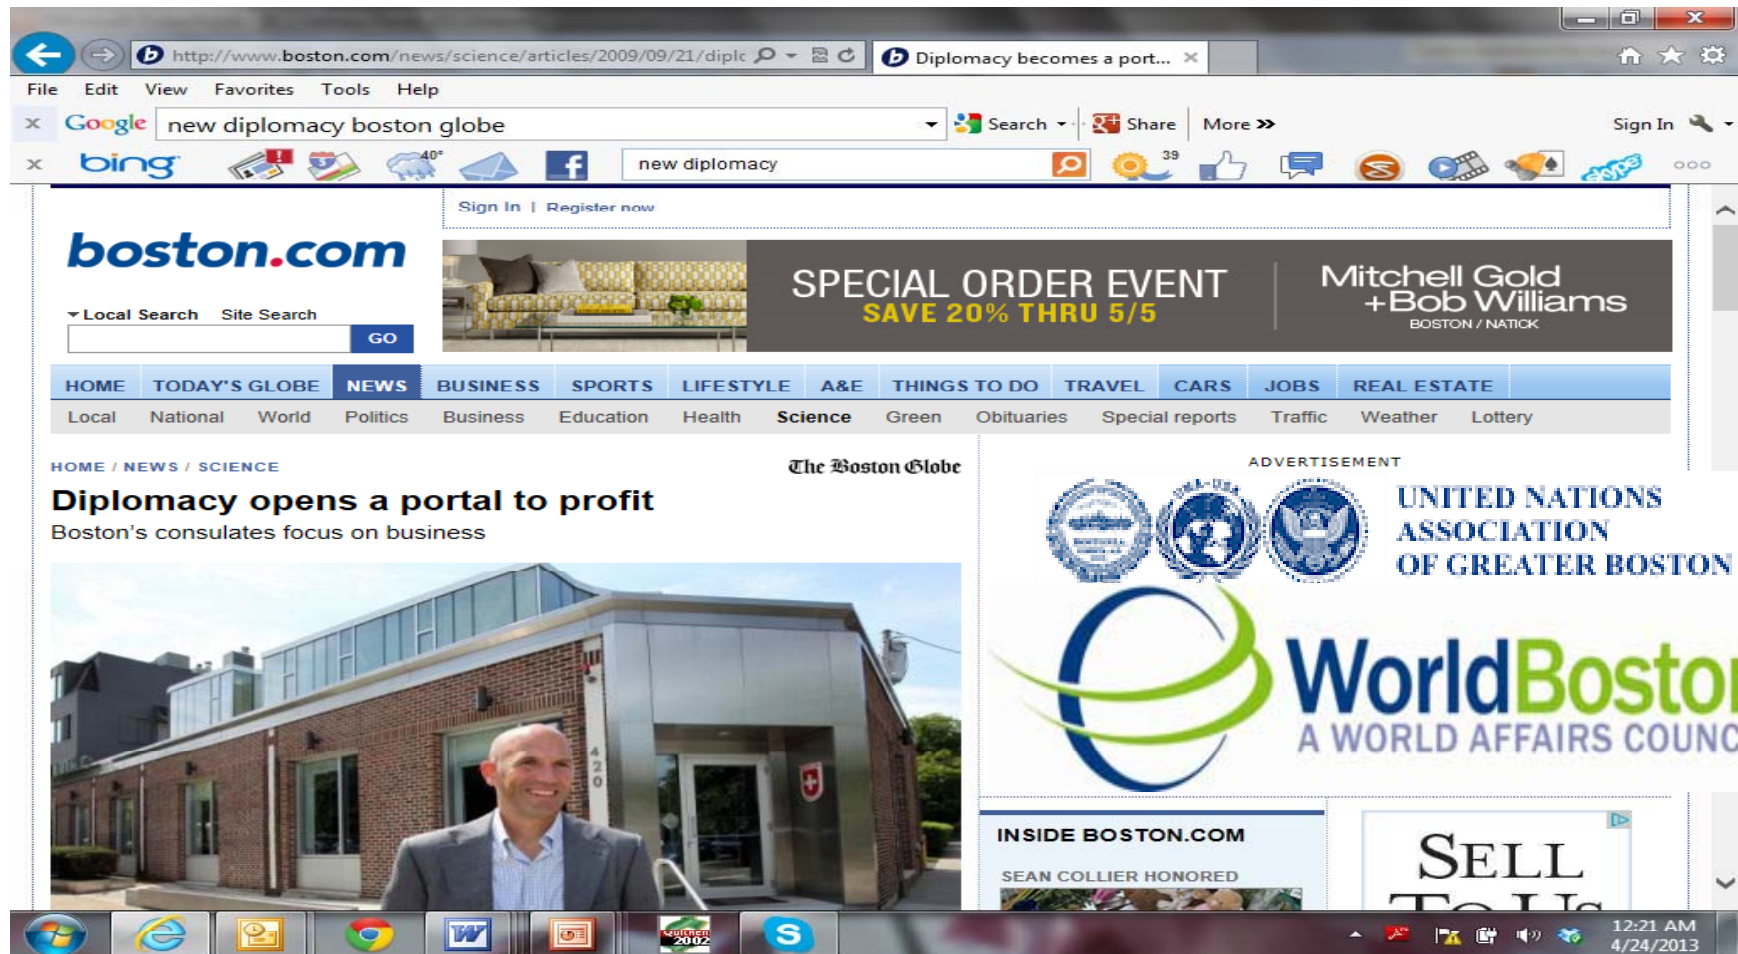 http://www.boston.com/news/science/articles/2009/09/21/diplc
Diplomacy becomes a port...
File Edit View Favorites Tools Help
Google new diplomacy boston globe Search Share More >> Sign In
bing 40° new diplomacy 39 skype
Sign In | Register now
boston.com
SPECIAL ORDER EVENT
SAVE 20% THRU 5/5
Mitchell Gold
+Bob Williams
BOSTON / NATICK
Local Search Site Search
GO
HOME TODAY'S GLOBE NEWS BUSINESS SPORTS LIFESTYLE A&E THINGS TO DO TRAVEL CARS JOBS REAL ESTATE
Local National World Politics Business Education Health Science Green Obituaries Special reports Traffic Weather Lottery
HOME / NEWS / SCIENCE
The Boston Globe
ADVERTISEMENT
Diplomacy opens a portal to profit
Boston's consulates focus on business
UNITED NATIONS
ASSOCIATION
OF GREATER BOSTON
WorldBosto
A WORLD AFFAIRS COUNC
420
INSIDE BOSTON.COM
SEAN COLLIER HONORED
SELL
TO US
QUICKEN
2002
12:21 AM
4/24/2013